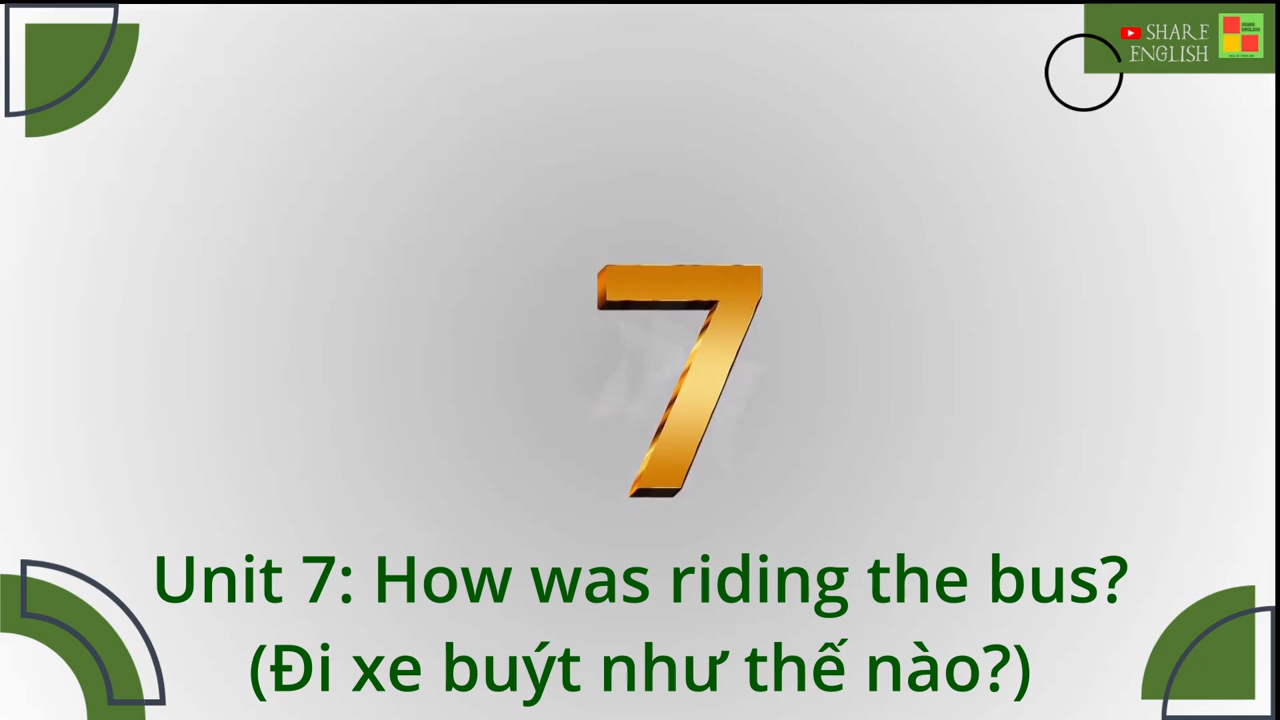 SHARE
ENGLISH
7
Unit 7: How was riding the bus?
(Đi xe buýt như thế nào?)